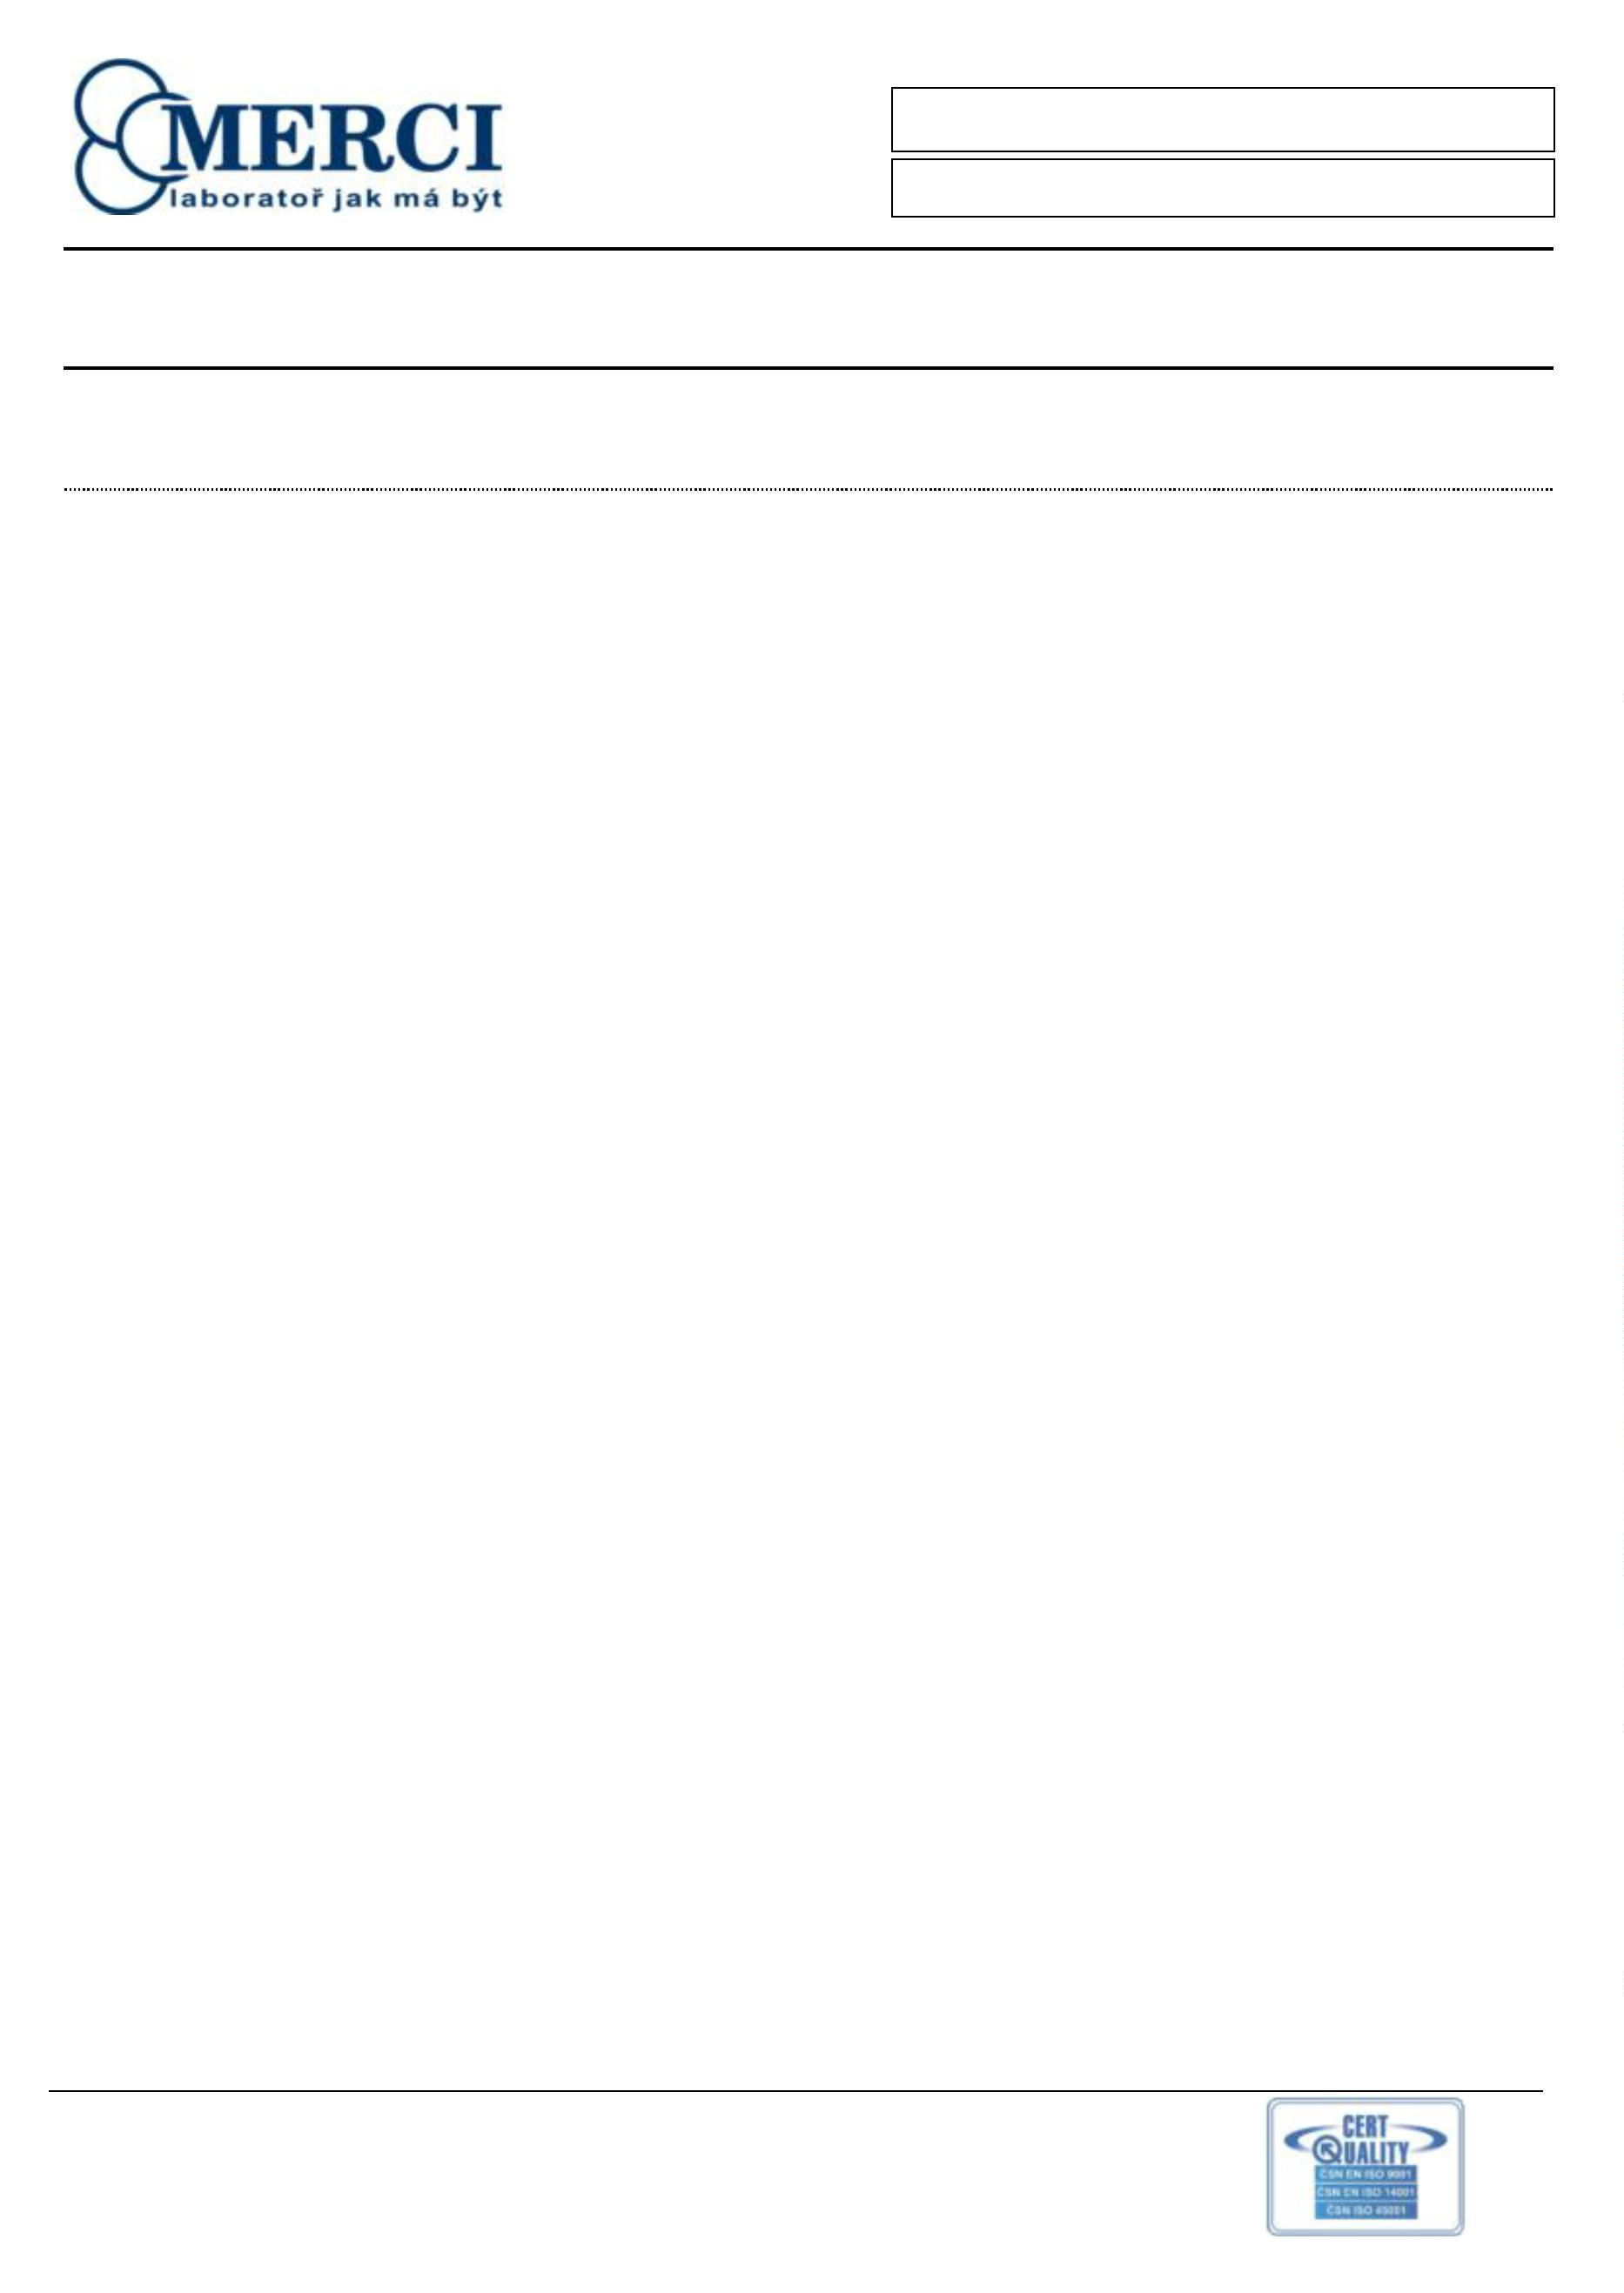 MERCI
laboratoř jak má být
CERT
QUALITY
ČSN EN ISO 9001
ČSN EN ISO 14001
ČSN ISO 45001